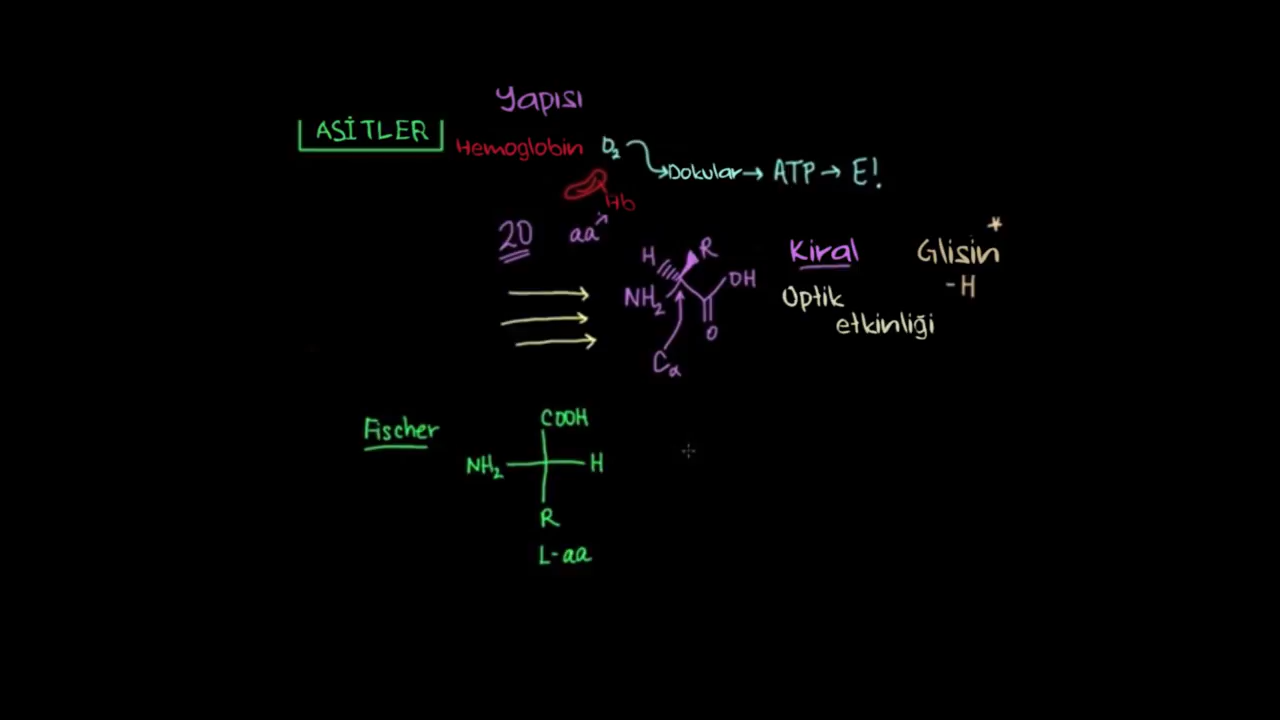 Yapısı
ASİTLER
Hemoglobin O2 → Dokular → ATP → E!
Hb
20 aa
H R
NH2 OH
O
Cα
Kiral
Optik
etkinliği
Glisin *
-H
Fischer
COOH
NH2 H
R
L-aa